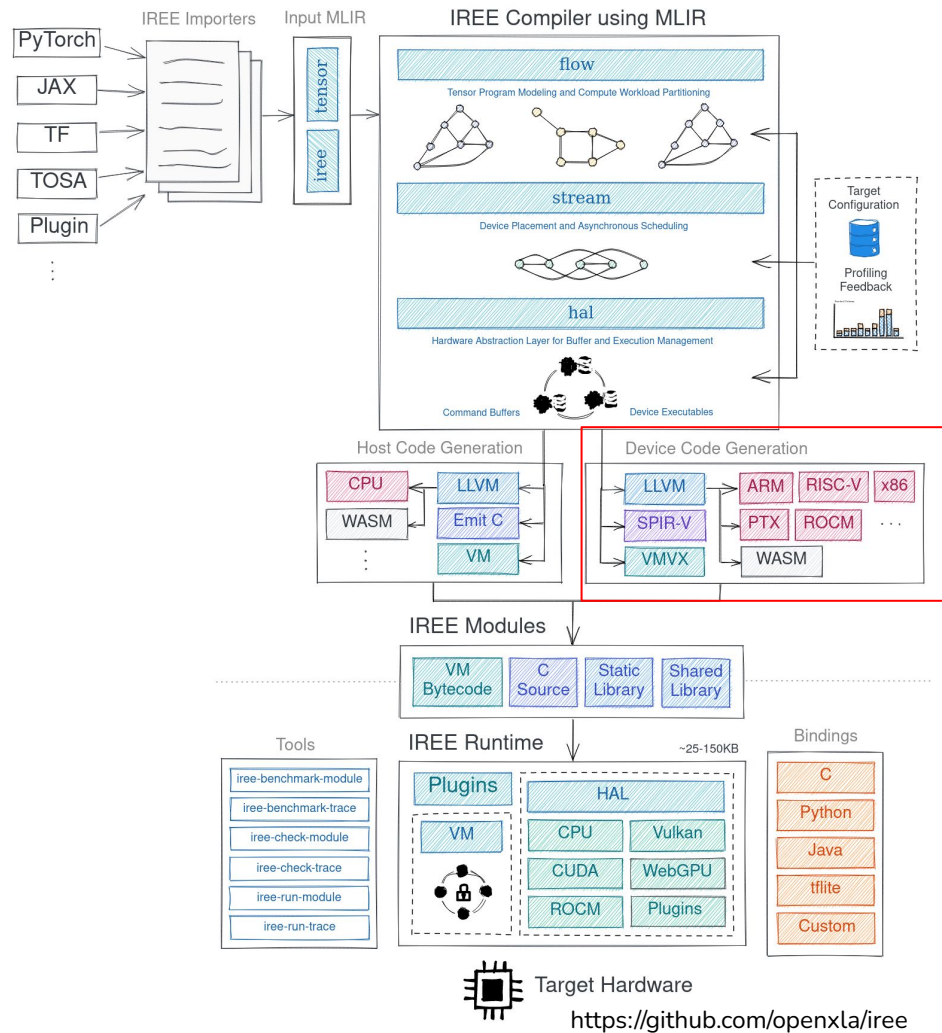 IREE Importers
Input MLIR
IREE Compiler using MLIR
PyTorch
JAX
TF
TOSA
Plugin
tensor
iree
flow
Tensor Program Modeling and Compute Workload Partitioning
stream
Device Placement and Asynchronous Scheduling
hal
Hardware Abstraction Layer for Buffer and Execution Management
Command Buffers
Device Executables
Target
Configuration
Profiling
Feedback
Host Code Generation
CPU
LLVM
WASM
Emit C
VM
Device Code Generation
LLVM
ARM
RISC-V
x86
SPIR-V
PTX
ROCM
...
VMVX
WASM
IREE Modules
VM
Bytecode
C
Source
Static
Library
Shared
Library
Tools
iree-benchmark-module
iree-benchmark-trace
iree-check-module
iree-check-trace
iree-run-module
iree-run-trace
IREE Runtime
~25-150KB
Plugins
VM
HAL
CPU
Vulkan
CUDA
WebGPU
ROCM
Plugins
Bindings
C
Python
Java
tflite
Custom
Target Hardware
https://github.com/openxla/iree